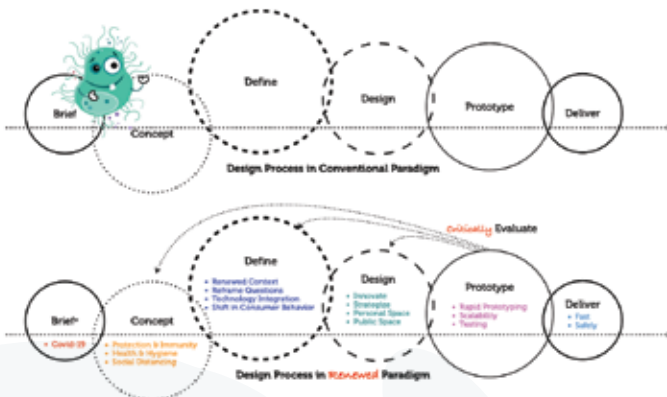 Brief
Concept
Define
Design
Prototype
Deliver
Design Process in Conventional Paradigm
Critically Evaluate
Brief*
• Covid-19
Concept
• Protection & Immunity
• Health & Hygiene
• Social Distancing
Define
• Renewed Context
• Reframe Questions
• Technology Integration
• Shift in Consumer Behavior
Design
• Innovate
• Strategize
• Personal Space
• Public Space
Prototype
• Rapid Prototyping
• Scalability
• Testing
Deliver
• Fast
• Safely
Design Process in Renewed Paradigm